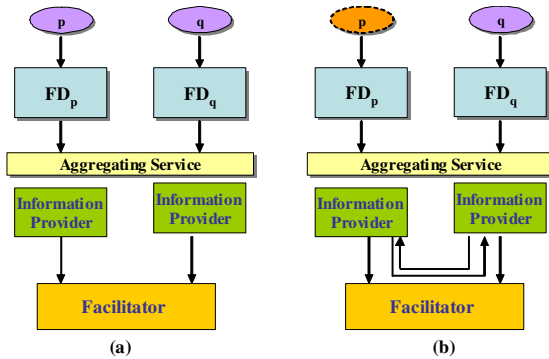 p
q
FDp
FDq
Aggregating Service
Information
Provider
Information
Provider
Facilitator
(a)
p
q
FDp
FDq
Aggregating Service
Information
Provider
Information
Provider
Facilitator
(b)